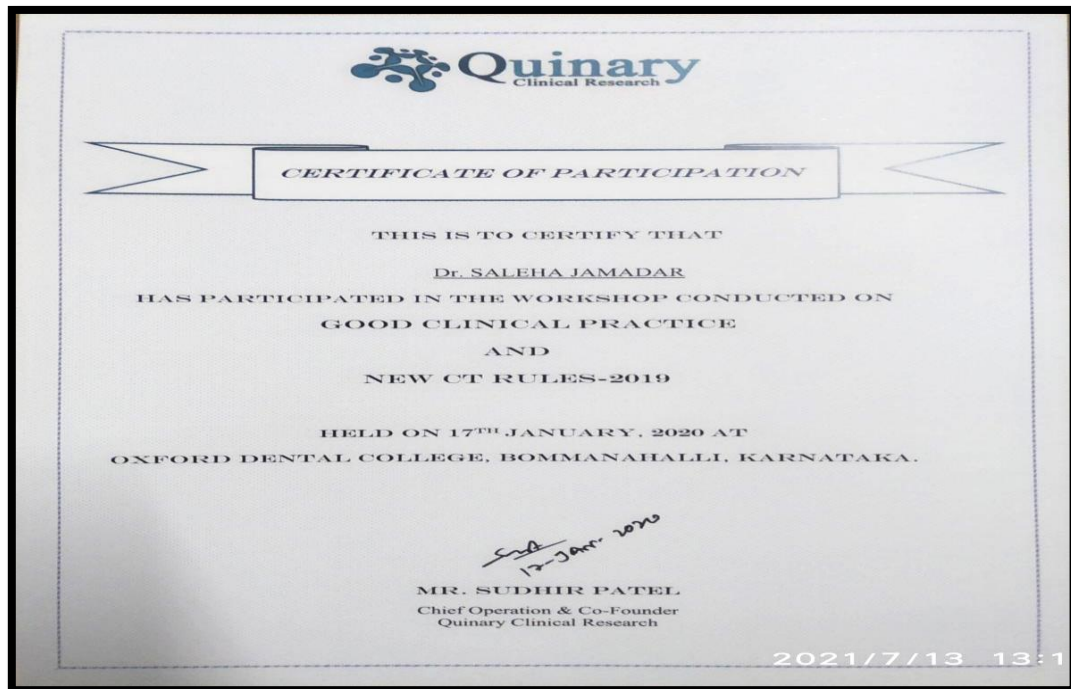 Quinary
Clinical Research
CERTIFICATE OF PARTICIPATION
THIS IS TO CERTIFY THAT
Dr. SALEHA JAMADAR
HAS PARTICIPATED IN THE WORKSHOP CONDUCTED ON
GOOD CLINICAL PRACTICE
AND
NEW CT RULES-2019
HELD ON 17TH JANUARY, 2020 AT
OXFORD DENTAL COLLEGE, BOMMANAHALLI, KARNATAKA.
17-Jan-2020
MR. SUDHIR PATEL
Chief Operation & Co-Founder
Quinary Clinical Research
2021/7/13 13:1